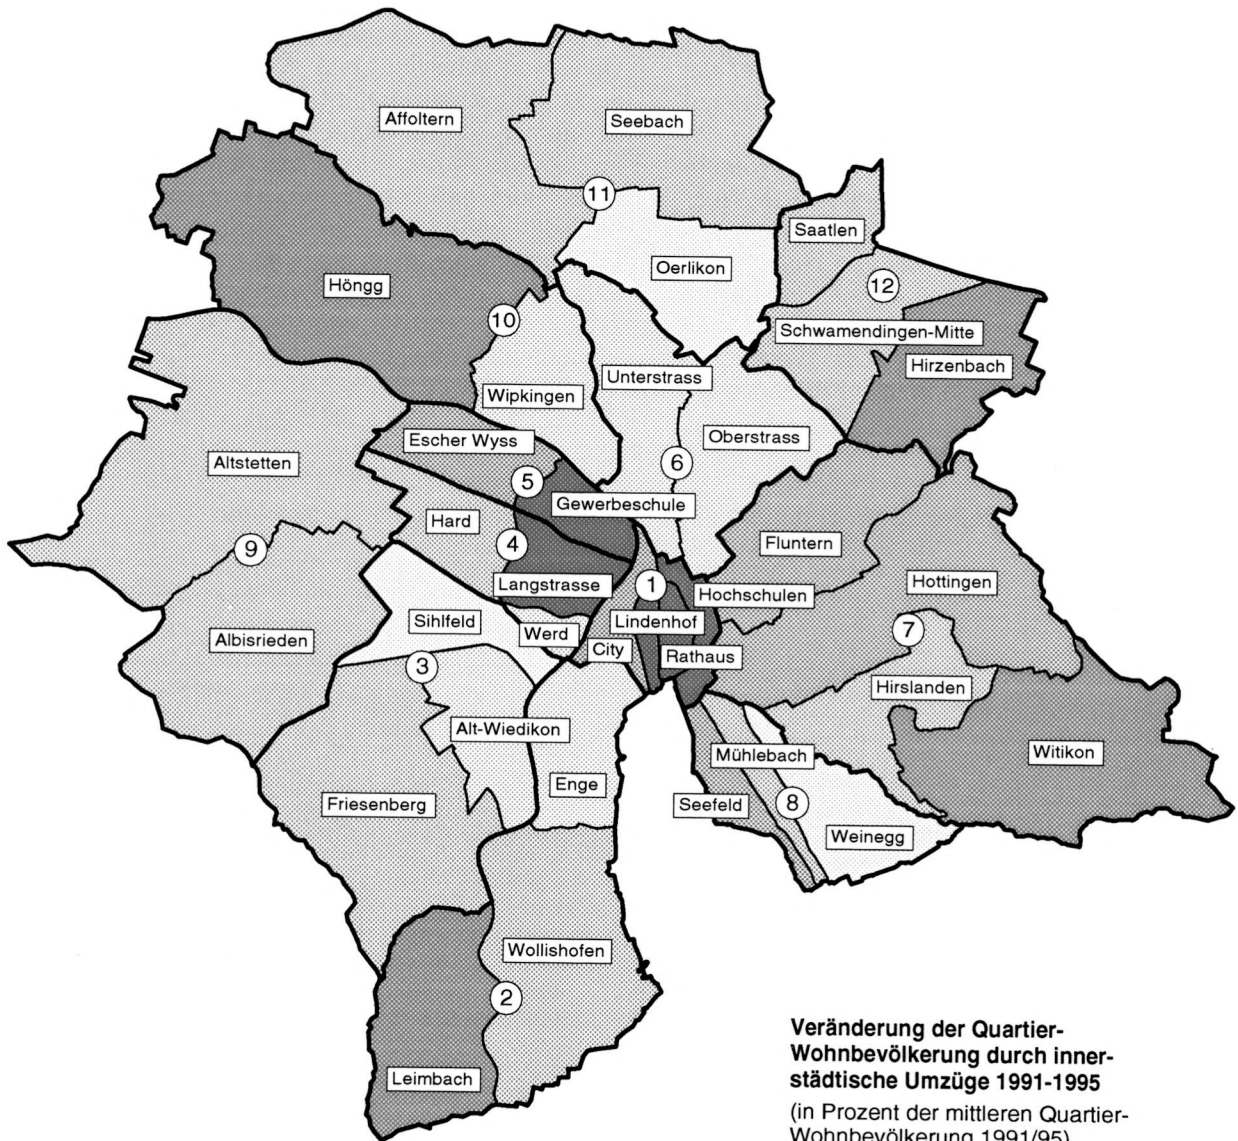 Affoltern
Seebach
11
Saatlen
Oerlikon
12
Höngg
10
Schwamendingen-Mitte
Hirzenbach
Unterstrass
Wipkingen
Oberstrass
Escher Wyss
Altstetten
6
5
Gewerbeschule
Hard
4
Fluntern
9
Langstrasse
1
Hochschulen
Hottingen
Sihlfeld
Lindenhof
Werd
Albisrieden
City
Rathaus
7
3
Hirslanden
Alt-Wiedikon
Mühlebach
Witikon
Enge
Friesenberg
Seefeld
8
Weinegg
Wollishofen
2
Leimbach
Veränderung der Quartier-
Wohnbevölkerung durch inner-
städtische Umzüge 1991-1995
(in Prozent der mittleren Quartier-
Wohnbevölkerung 1991/95)